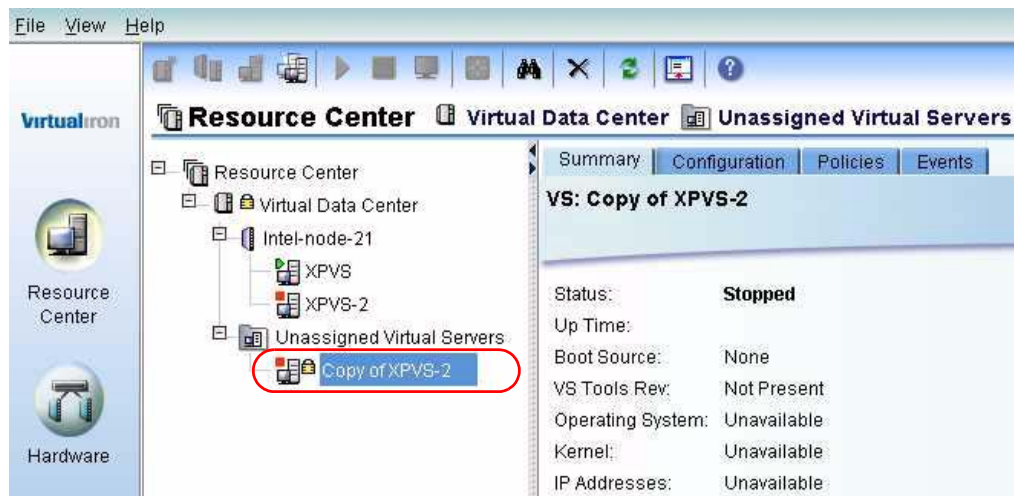 File View Help
Virtualiron
Resource Center Virtual Data Center Unassigned Virtual Servers
Resource Center
Virtual Data Center
Intel-node-21
XPVS
XPVS-2
Unassigned Virtual Servers
Copy of XPVS-2
Resource
Center
Hardware
Summary Configuration Policies Events
VS: Copy of XPVS-2
Status: Stopped
Up Time:
Boot Source: None
VS Tools Rev: Not Present
Operating System: Unavailable
Kernel: Unavailable
IP Addresses: Unavailable